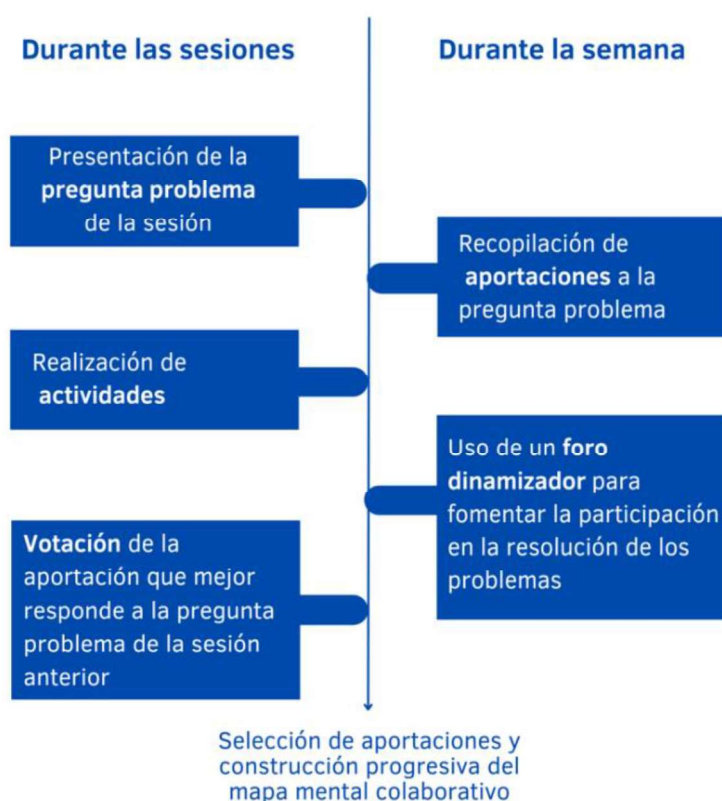 Durante las sesiones
Durante la semana
Presentación de la
pregunta problema
de la sesión
Recopilación de
aportaciones a la
pregunta problema
Realización de
actividades
Uso de un foro
dinamizador para
fomentar la participación
en la resolución de los
problemas
Votación de la
aportación que mejor
responde a la pregunta
problema de la sesión
anterior
Selección de aportaciones y
construcción progresiva del
mapa mental colaborativo